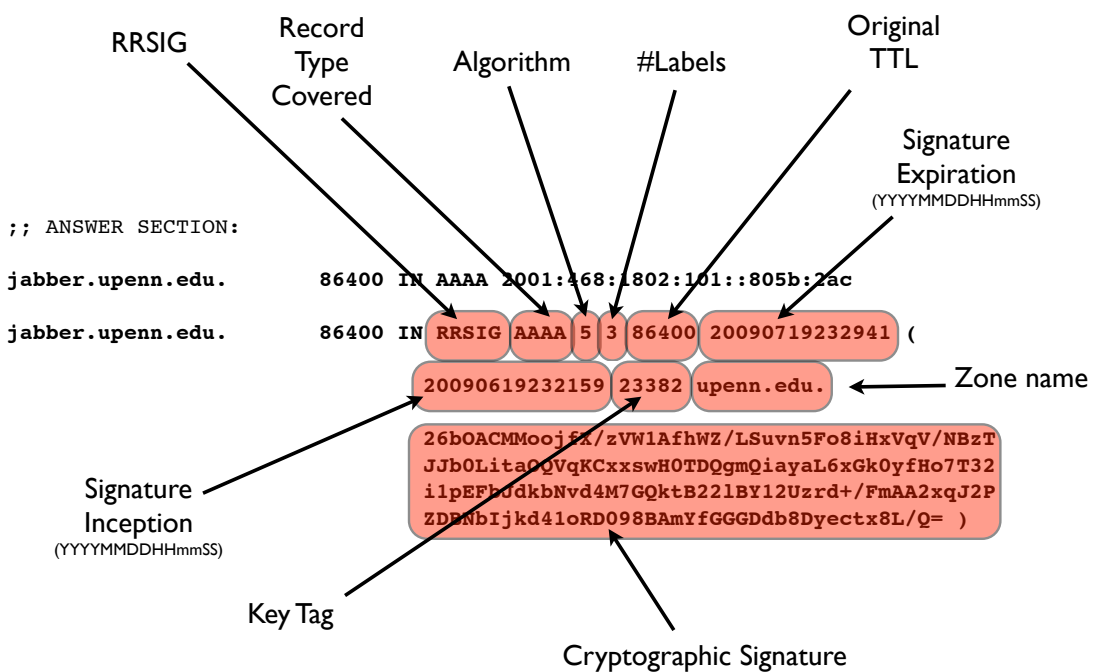 RRSIG
Record
Type
Covered
Algorithm
#Labels
Original
TTL
Signature
Expiration
(YYYYMMDDHHmmSS)
;; ANSWER SECTION:
jabber.upenn.edu. 86400 IN AAAA 2001:468:1802:101::805b:2ac
jabber.upenn.edu. 86400 IN RRSIG AAAA 5 3 86400 20090719232941 (
20090619232159 23382 upenn.edu.
Zone name
26bOACMMoojfX/zVW1AfhWZ/LSuvn5Fo8iHxVqV/NBzT
JJb0LitaOQVqKCxxswH0TDQgmQiayaL6xGk0yfHo7T32
i1pEFbJdkbNvd4M7GQktB22lBY12Uzrd+/FmAA2xqJ2P
ZDBNbIjkd41oRD098BAmYfGGGDdb8Dyectx8L/Q= )
Signature
Inception
(YYYYMMDDHHmmSS)
Key Tag
Cryptographic Signature